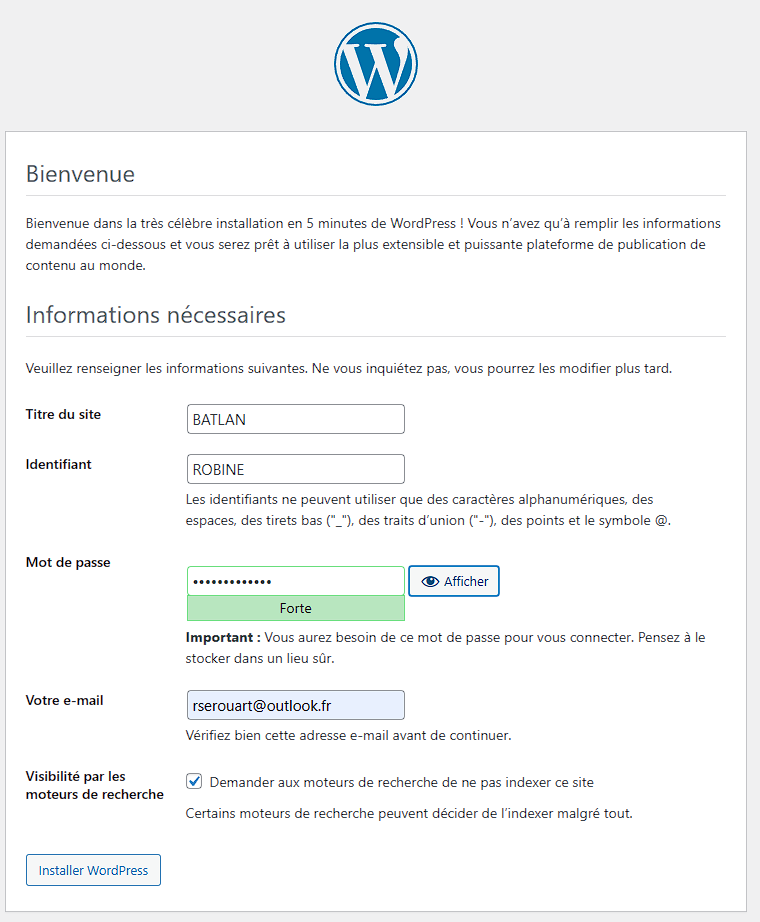 Bienvenue
Bienvenue dans la très célèbre installation en 5 minutes de WordPress ! Vous n’avez qu’à remplir les informations
demandées ci-dessous et vous serez prêt à utiliser la plus extensible et puissante plateforme de publication de
contenu au monde.
Informations nécessaires
Veuillez renseigner les informations suivantes. Ne vous inquiétez pas, vous pourrez les modifier plus tard.
Titre du site
BATLAN
Identifiant
ROBINE
Les identifiants ne peuvent utiliser que des caractères alphanumériques, des
espaces, des tirets bas ("_"), des traits d’union ("-"), des points et le symbole @.
Mot de passe
•••••••••••••
Afficher
Forte
Important : Vous aurez besoin de ce mot de passe pour vous connecter. Pensez à le
stocker dans un lieu sûr.
Votre e-mail
rserouart@outlook.fr
Vérifiez bien cette adresse e-mail avant de continuer.
Visibilité par les
moteurs de recherche
Demander aux moteurs de recherche de ne pas indexer ce site
Certains moteurs de recherche peuvent décider de l’indexer malgré tout.
Installer WordPress